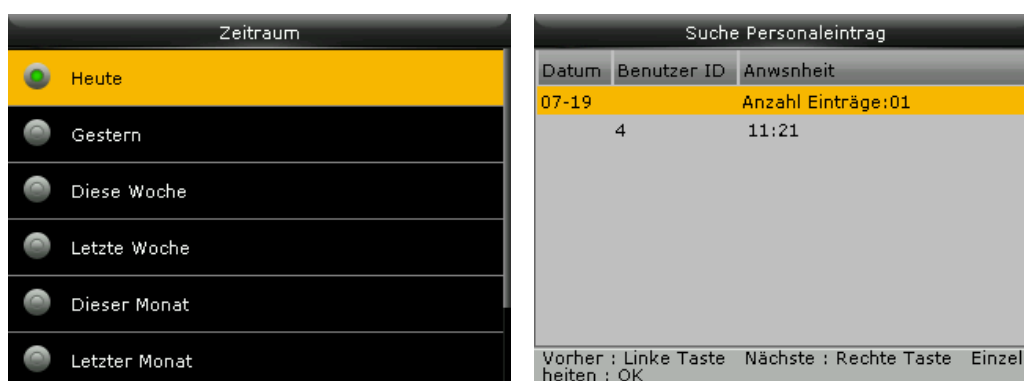 Zeitraum
Heute
Gestern
Diese Woche
Letzte Woche
Dieser Monat
Letzter Monat
Suche Personaleintrag
Datum Benutzer ID Anwsnheit
07-19 Anzahl Einträge:01
4 11:21
Vorher : Linke Taste Nächste : Rechte Taste Einzel
heiten : OK